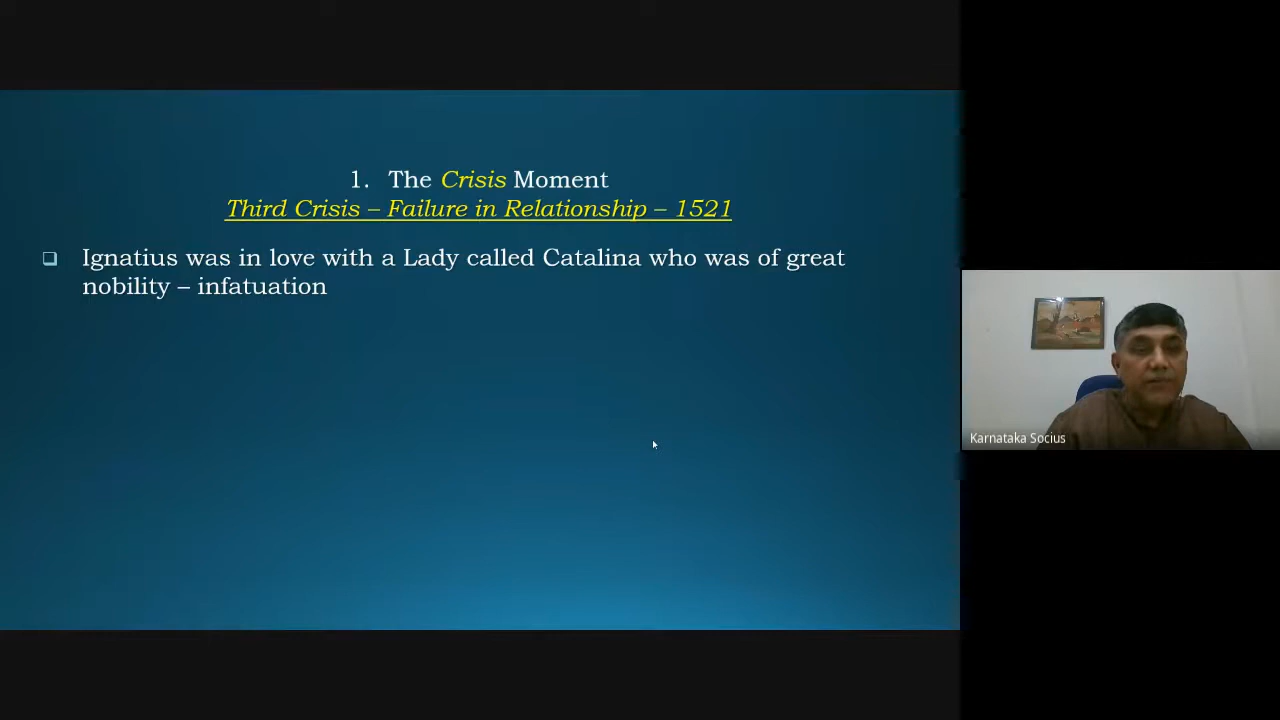 1. The Crisis Moment
Third Crisis – Failure in Relationship – 1521
❑ Ignatius was in love with a Lady called Catalina who was of great
nobility – infatuation
Karnataka Socius